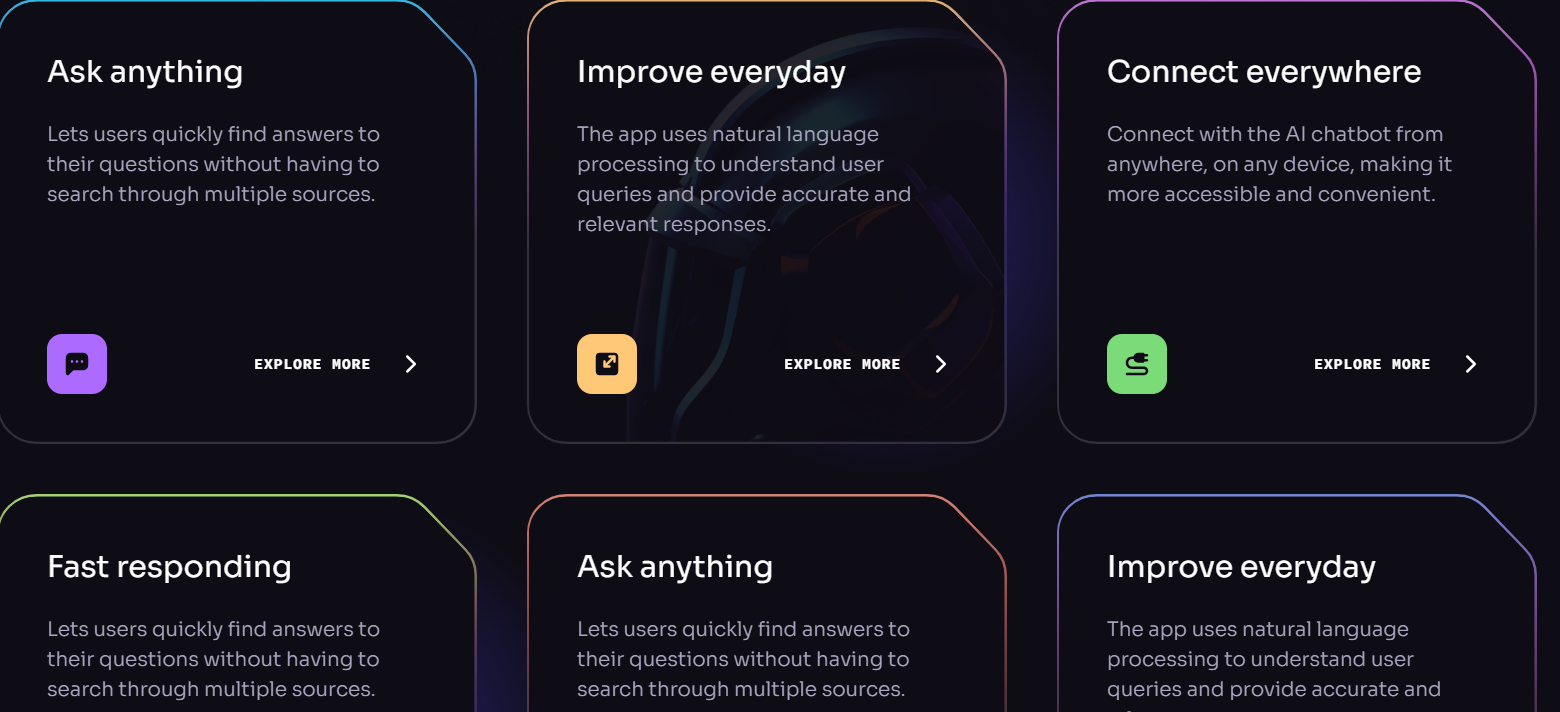 Ask anything
Lets users quickly find answers to
their questions without having to
search through multiple sources.
EXPLORE MORE
Improve everyday
The app uses natural language
processing to understand user
queries and provide accurate and
relevant responses.
EXPLORE MORE
Connect everywhere
Connect with the AI chatbot from
anywhere, on any device, making it
more accessible and convenient.
EXPLORE MORE
Fast responding
Lets users quickly find answers to
their questions without having to
search through multiple sources.
Ask anything
Lets users quickly find answers to
their questions without having to
search through multiple sources.
Improve everyday
The app uses natural language
processing to understand user
queries and provide accurate and